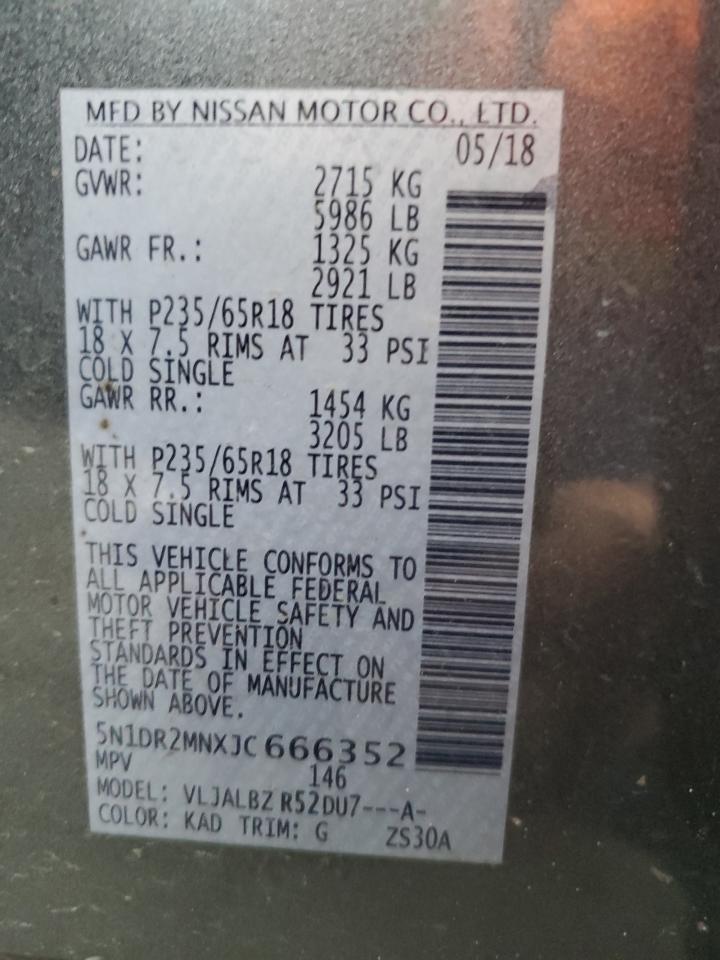 MFD BY NISSAN MOTOR CO., LTD.
DATE: 05/18
GVWR: 2715 KG
5986 LB
GAWR FR.: 1325 KG
2921 LB
WITH P235/65R18 TIRES
18 X 7.5 RIMS AT 33 PSI
COLD SINGLE
GAWR RR.: 1454 KG
3205 LB
WITH P235/65R18 TIRES
18 X 7.5 RIMS AT 33 PSI
COLD SINGLE
THIS VEHICLE CONFORMS TO
ALL APPLICABLE FEDERAL
MOTOR VEHICLE SAFETY AND
THEFT PREVENTION
STANDARDS IN EFFECT ON
THE DATE OF MANUFACTURE
SHOWN ABOVE.
5N1DR2MNXJC666352
MPV 146
MODEL: VLJALBZ R52DU7---A-
COLOR: KAD TRIM: G ZS30A